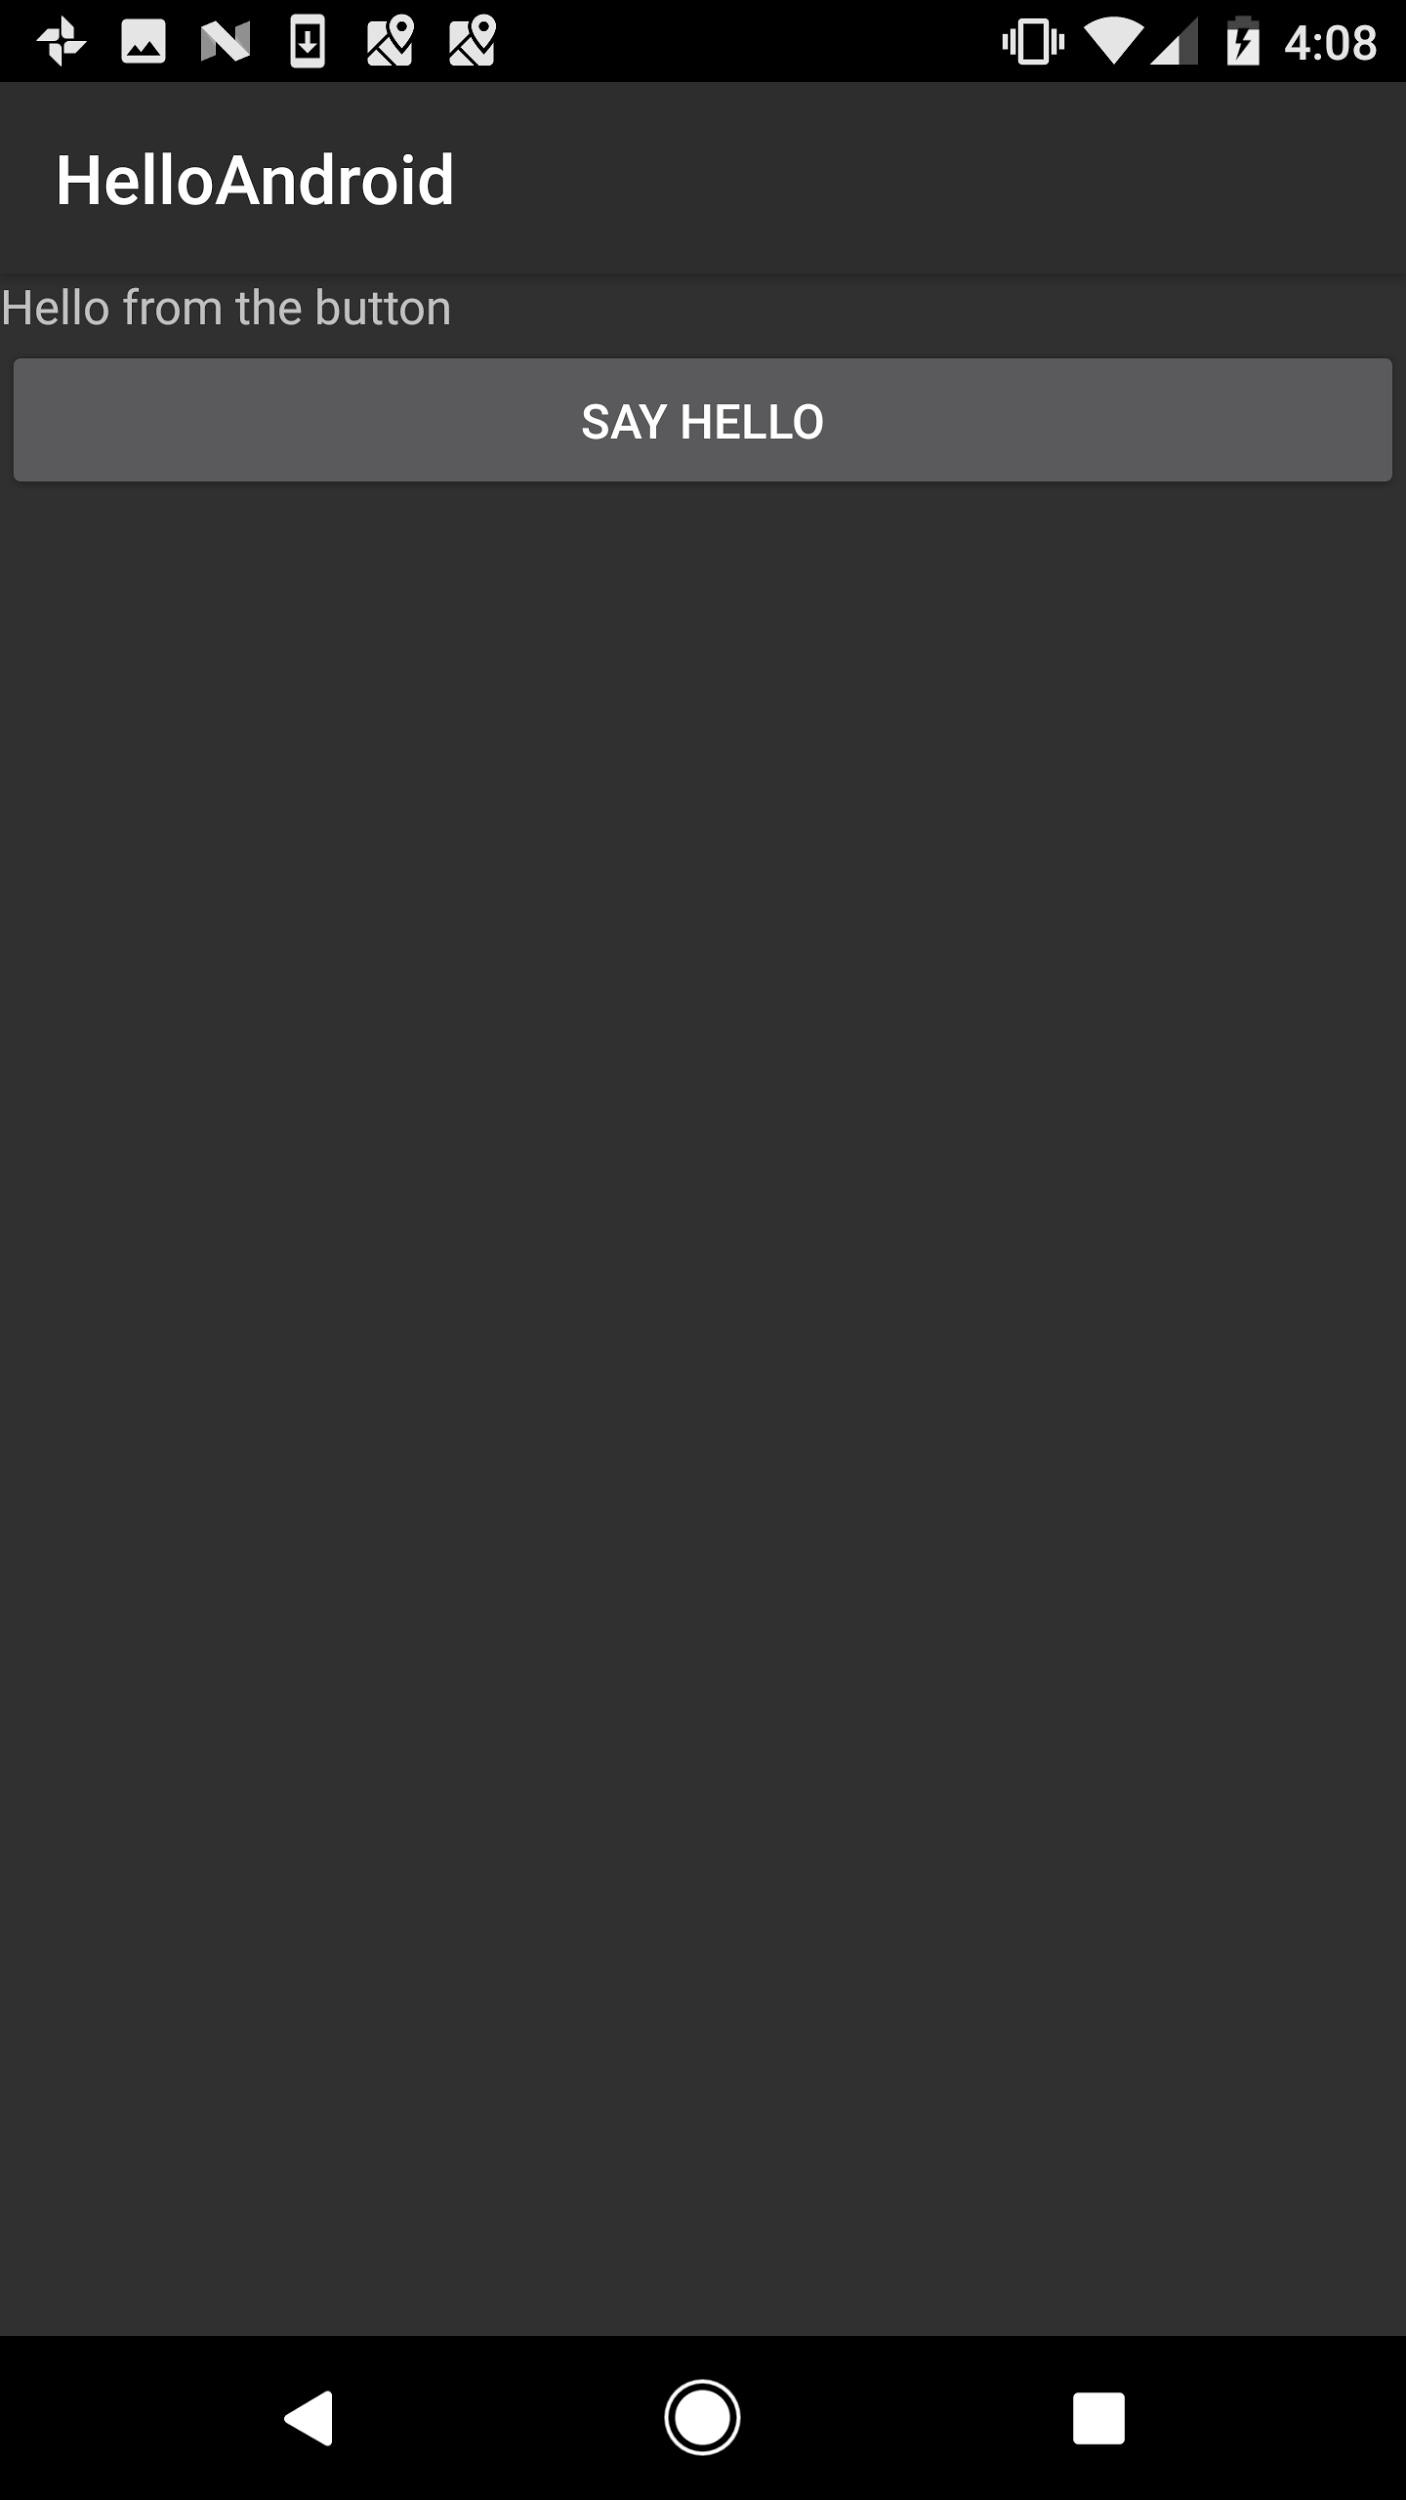 4:08
HelloAndroid
Hello from the button
SAY HELLO